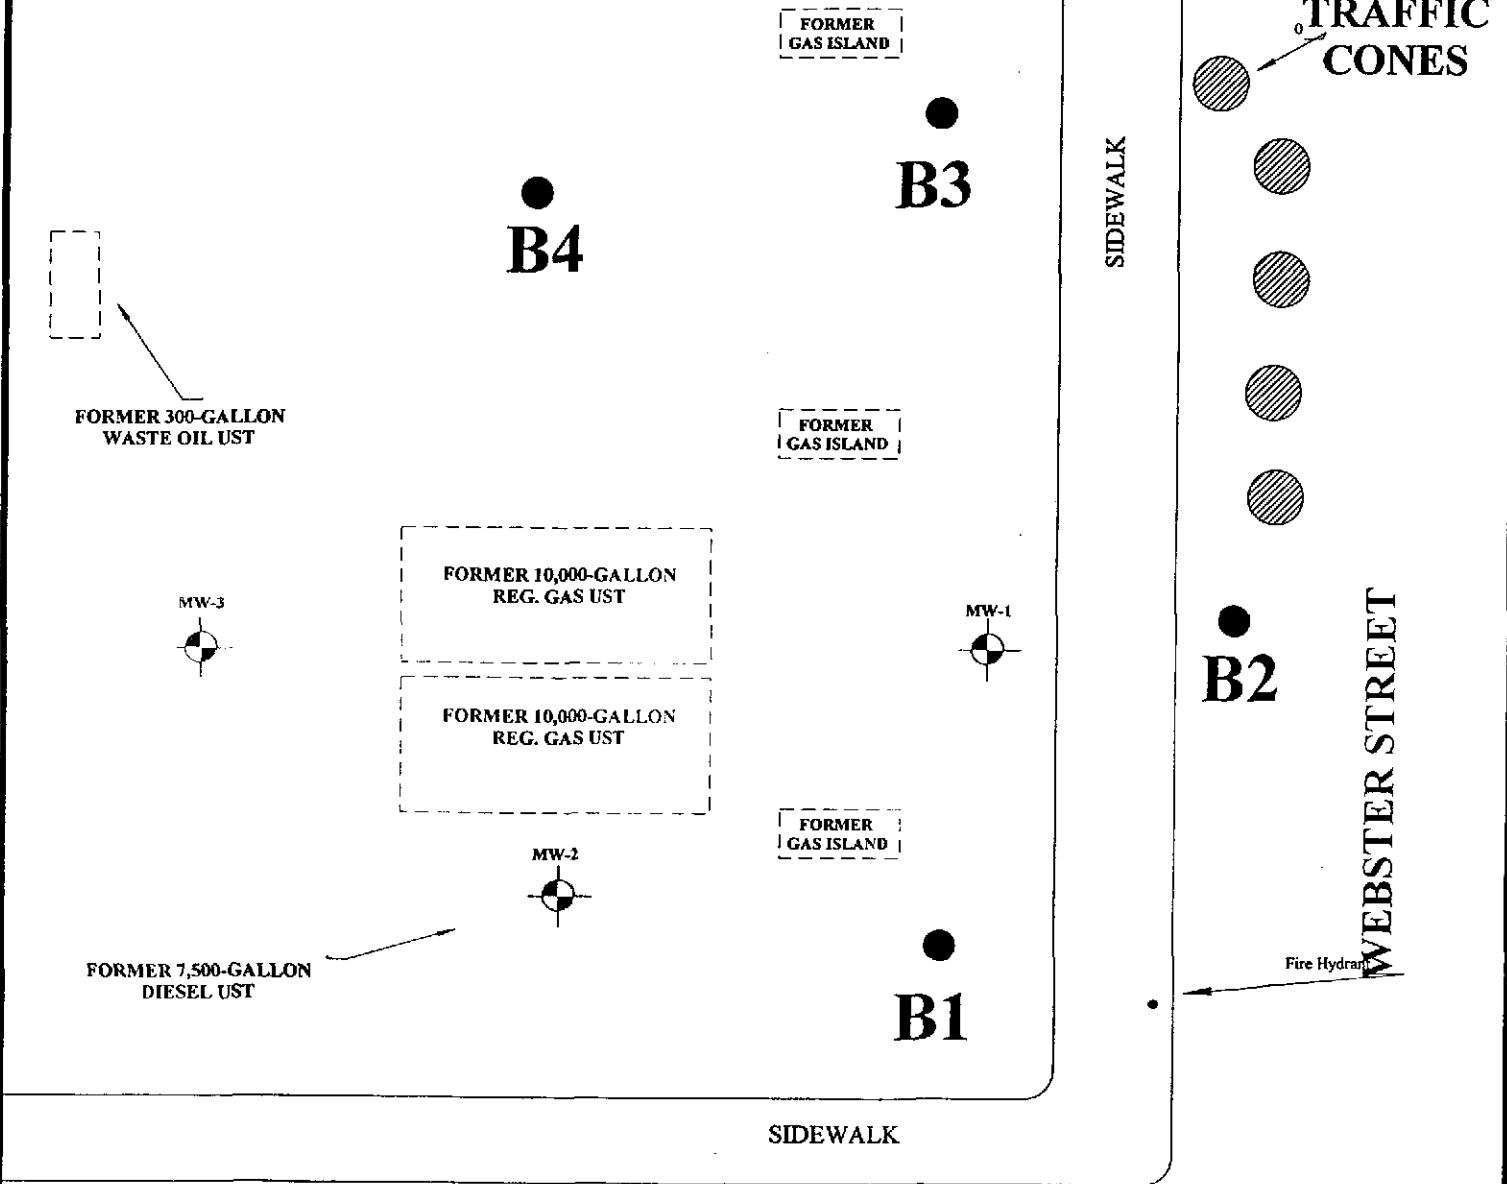 FORMER
GAS ISLAND
TRAFFIC
CONES
B3
SIDEWALK
B4
FORMER 300-GALLON
WASTE OIL UST
FORMER
GAS ISLAND
FORMER 10,000-GALLON
REG. GAS UST
MW-3
MW-1
B2
WEBSTER STREET
FORMER 10,000-GALLON
REG. GAS UST
FORMER
GAS ISLAND
MW-2
FORMER 7,500-GALLON
DIESEL UST
B1
Fire Hydrant
SIDEWALK